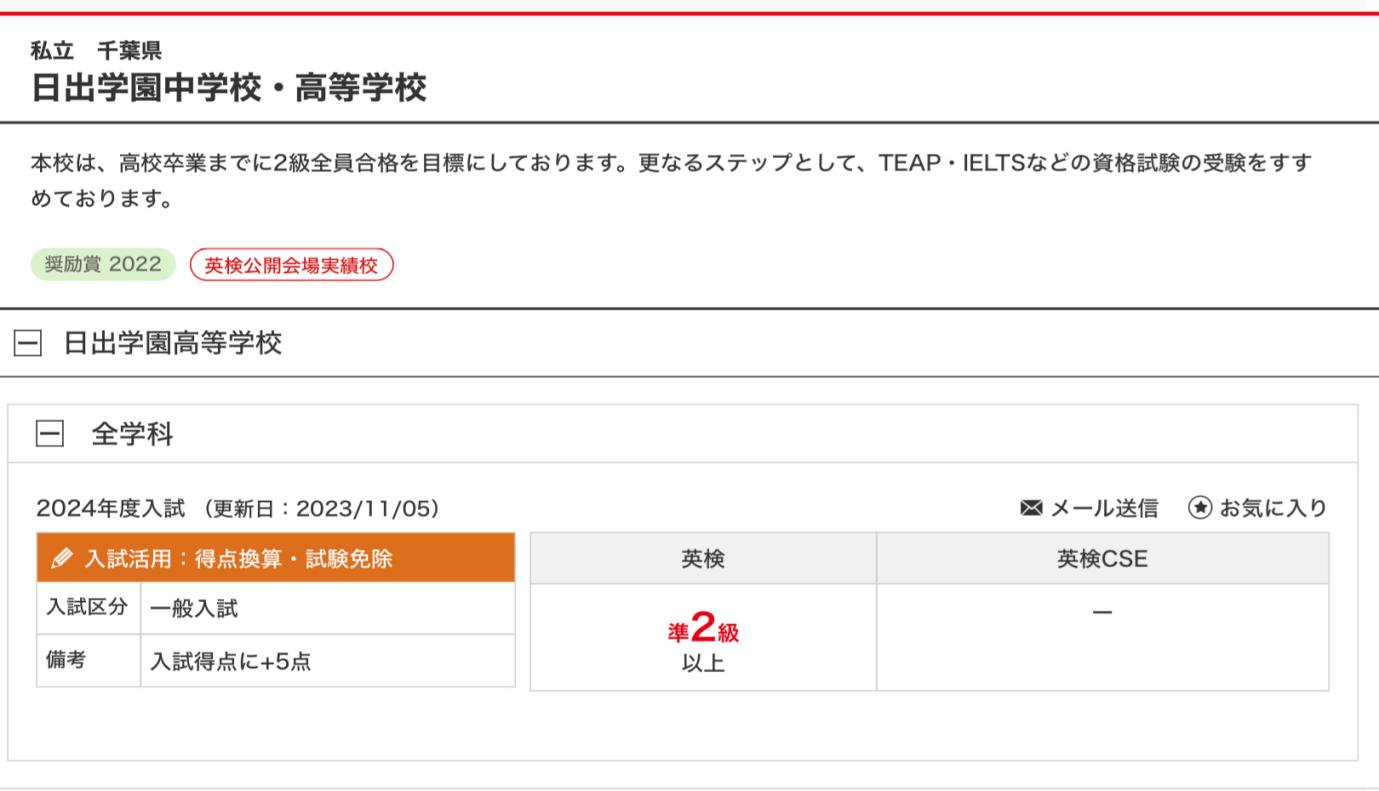 私立　千葉県
日出学園中学校・高等学校
本校は、高校卒業までに2級全員合格を目標にしております。更なるステップとして、TEAP・IELTSなどの資格試験の受験をすす
めております。
奨励賞 2022　英検公開会場実績校
日出学園高等学校
全学科
2024年度入試　（更新日：2023/11/05）　メール送信　お気に入り
入試活用：得点換算・試験免除　英検　英検CSE
入試区分　一般入試
準2級
以上
ー
備考　入試得点に+5点